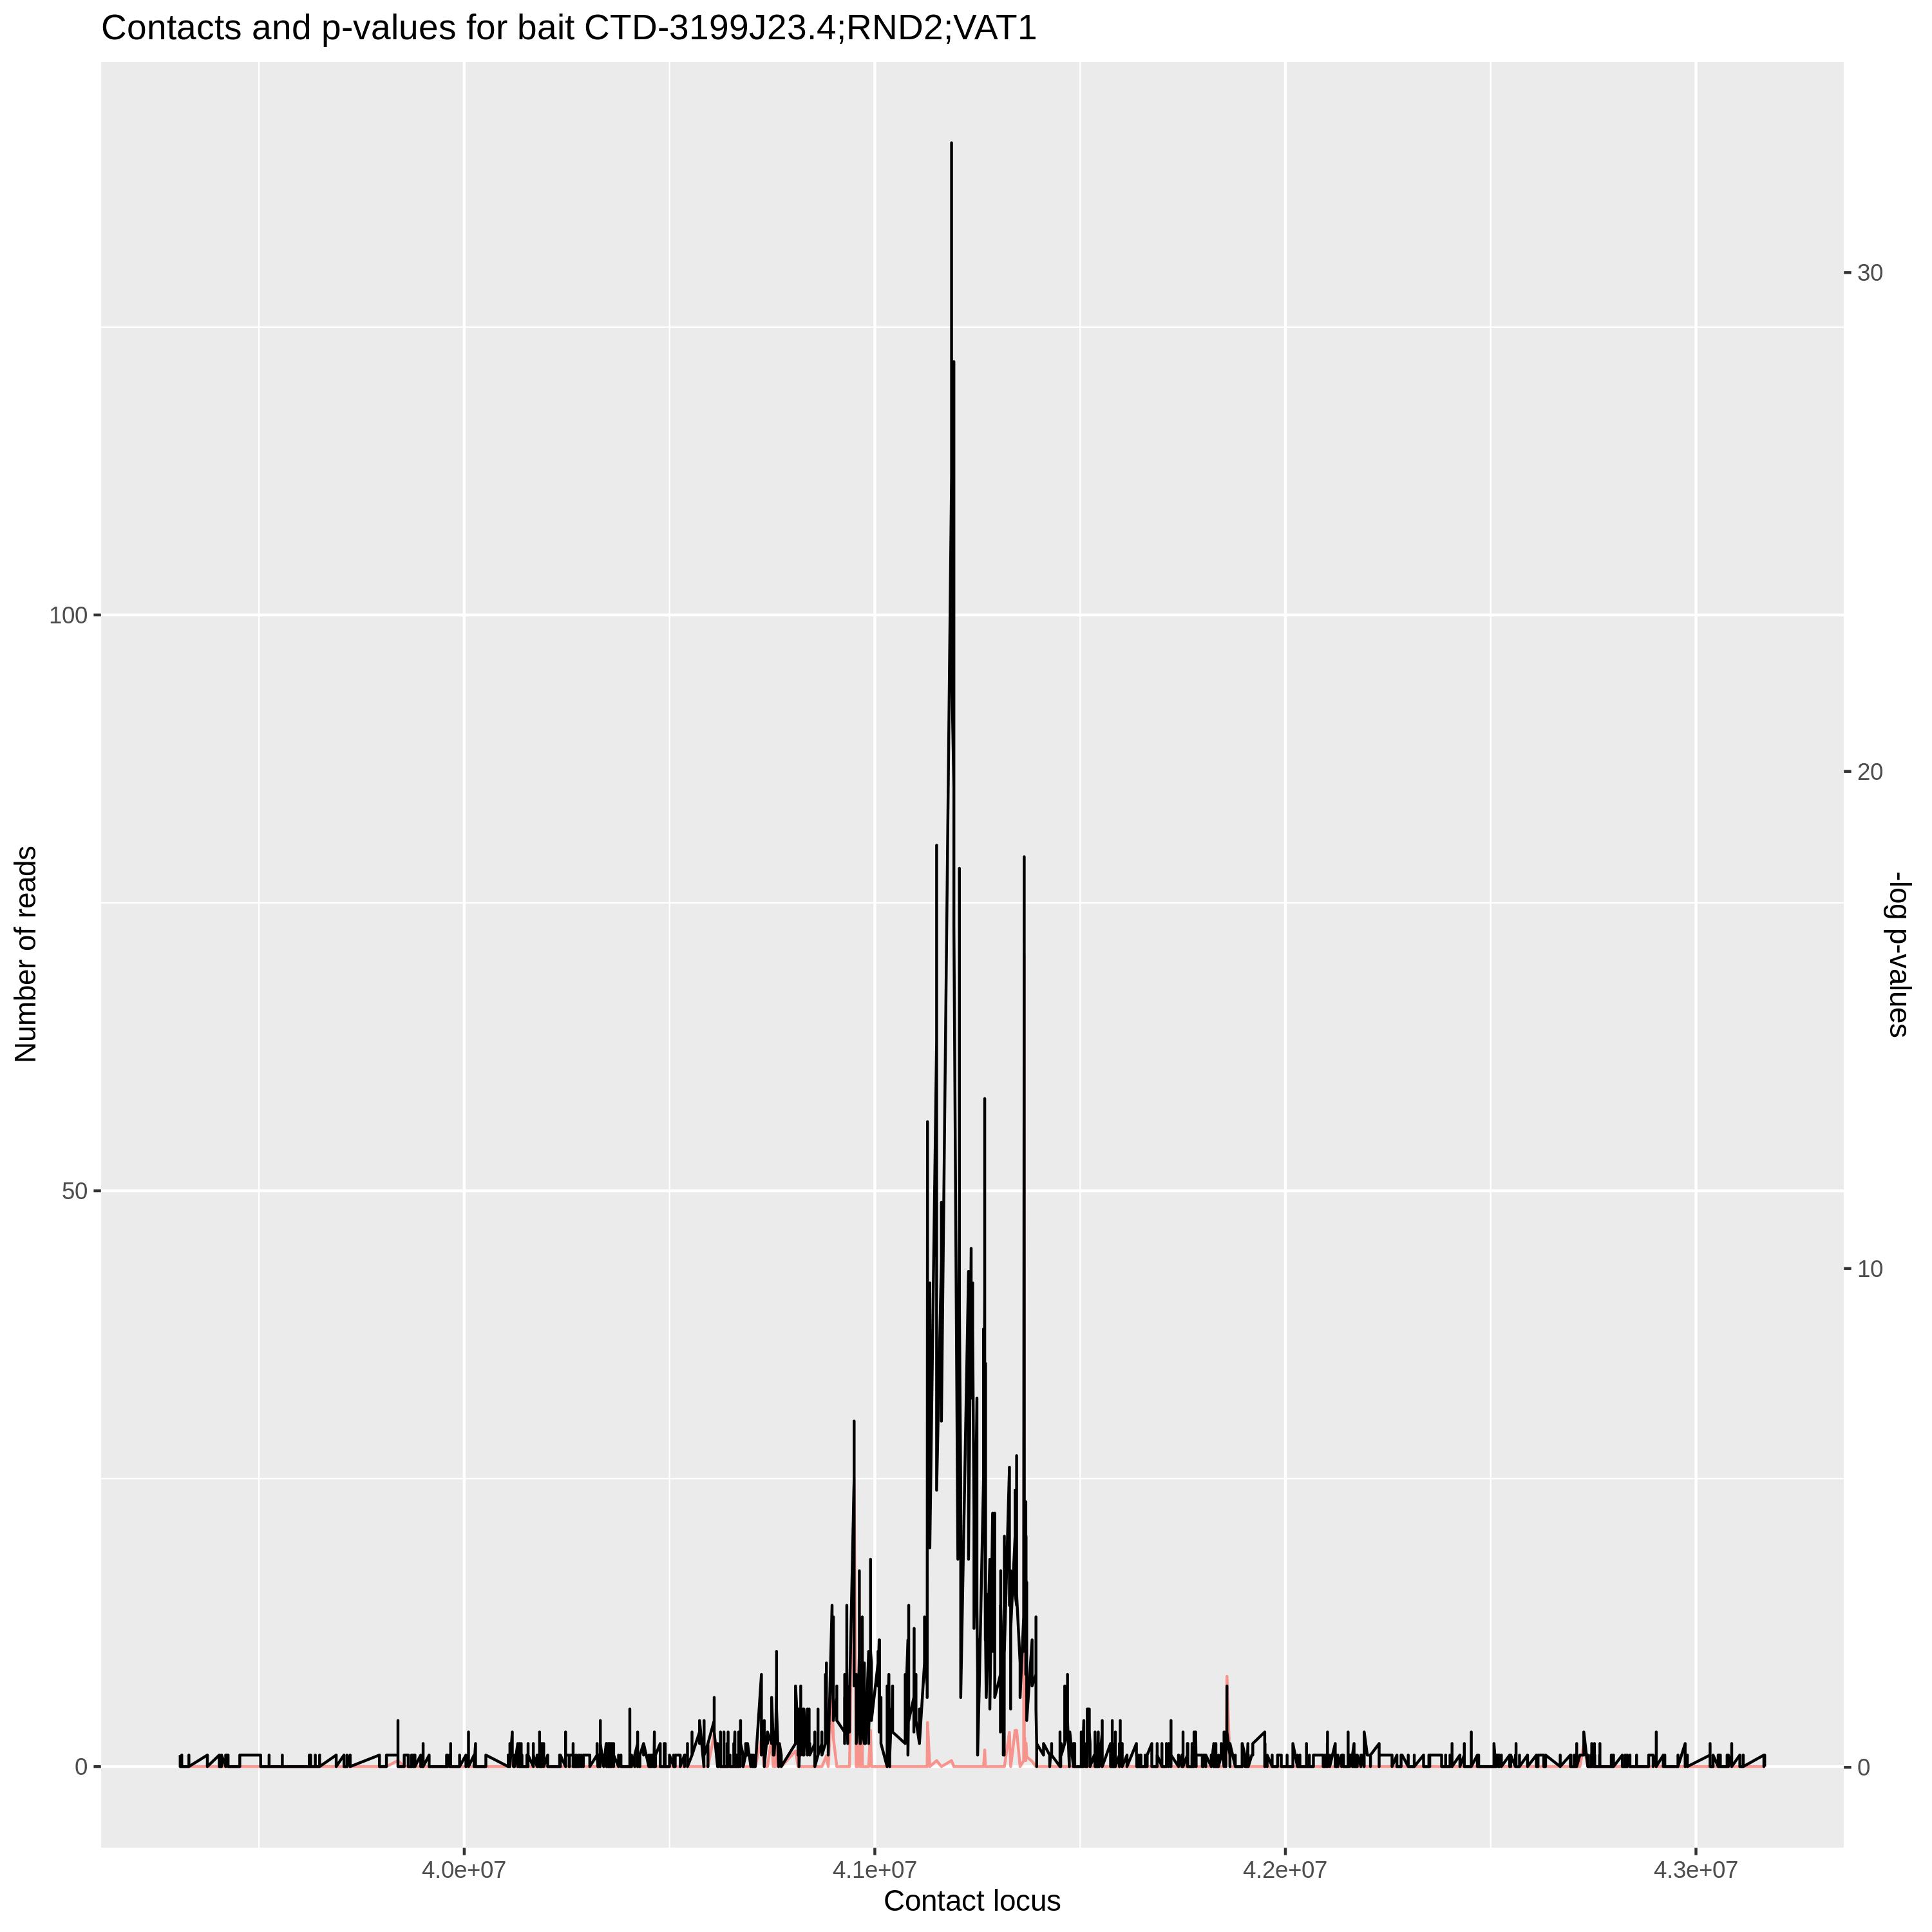 Contacts and p-values for bait CTD-3199J23.4;RND2;VAT1
Number of reads
100
50
0
30
20
10
0
-log p-values
4.0e+07
4.1e+07
4.2e+07
4.3e+07
Contact locus